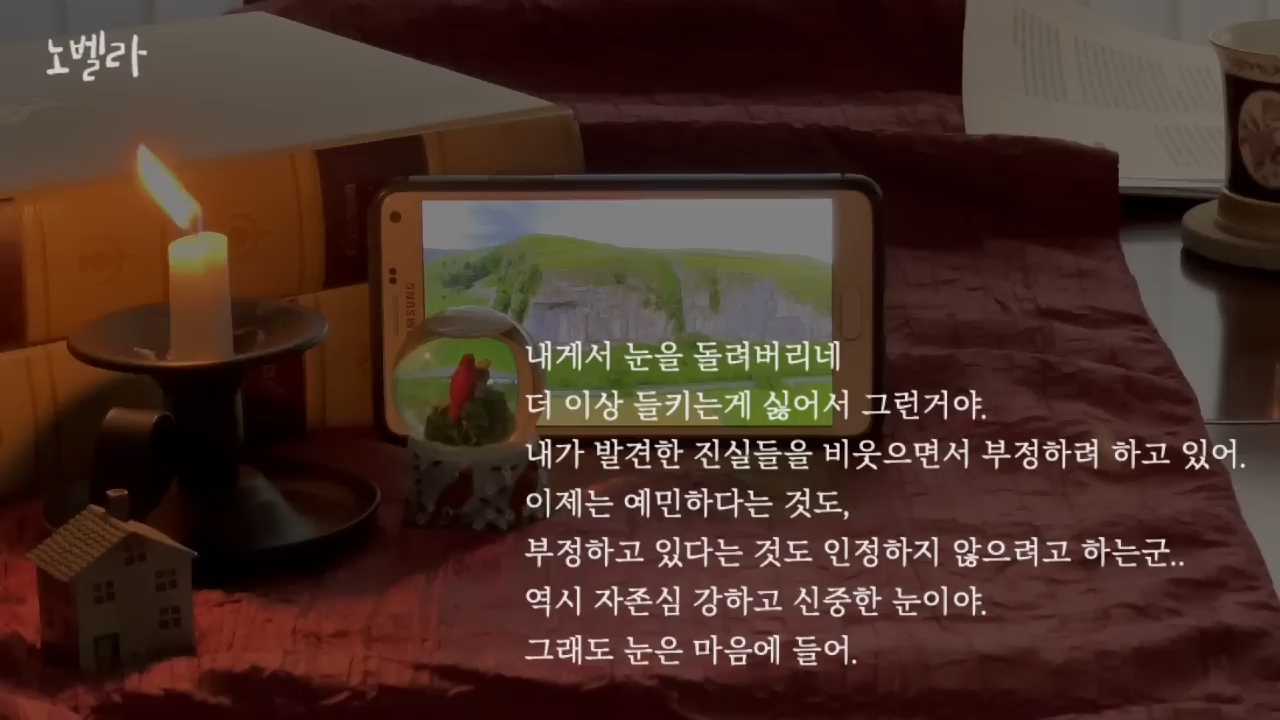 노벨라
SAMSUNG
내게서 눈을 돌려버리네
더 이상 들키는게 싫어서 그런거야.
내가 발견한 진실들을 비웃으면서 부정하려 하고 있어.
이제는 예민하다는 것도,
부정하고 있다는 것도 인정하지 않으려고 하는군..
역시 자존심 강하고 신중한 눈이야.
그래도 눈은 마음에 들어.